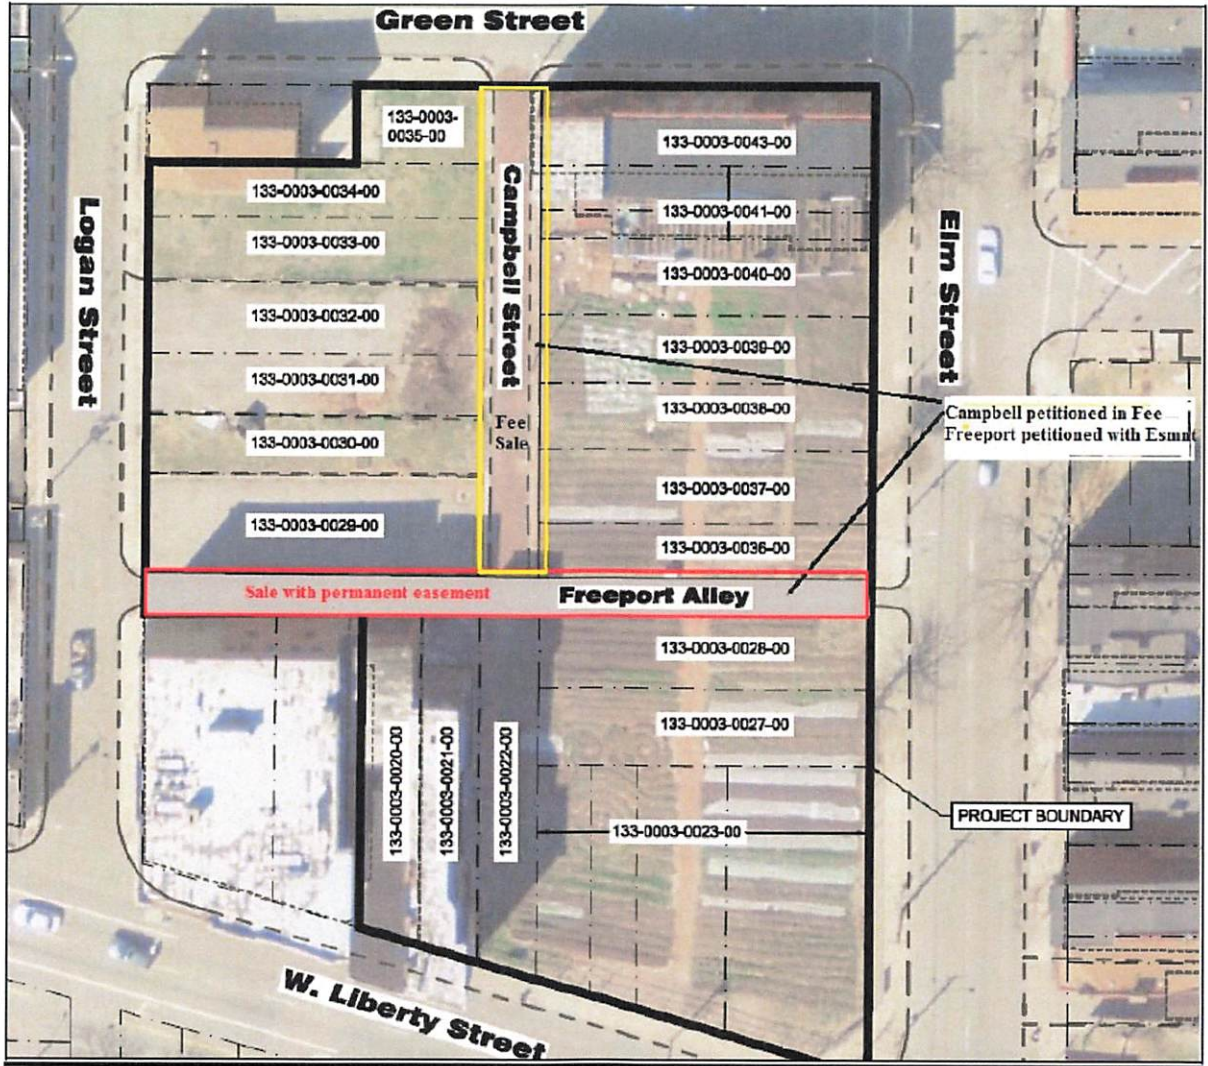 Green Street
133-0003-
0035-00
133-0003-0043-00
133-0003-0034-00
133-0003-0041-00
133-0003-0033-00
133-0003-0040-00
133-0003-0032-00
133-0003-0039-00
133-0003-0031-00
133-0003-0038-00
133-0003-0030-00
133-0003-0037-00
133-0003-0029-00
133-0003-0036-00
Logan Street
Campbell Street
Fee
Sale
Elm Street
Campbell petitioned in Fee
Freeport petitioned with Esmnt
Sale with permanent easement
Freeport Alley
133-0003-0028-00
133-0003-0027-00
133-0003-0020-00
133-0003-0021-00
133-0003-0022-00
133-0003-0023-00
PROJECT BOUNDARY
W. Liberty Street